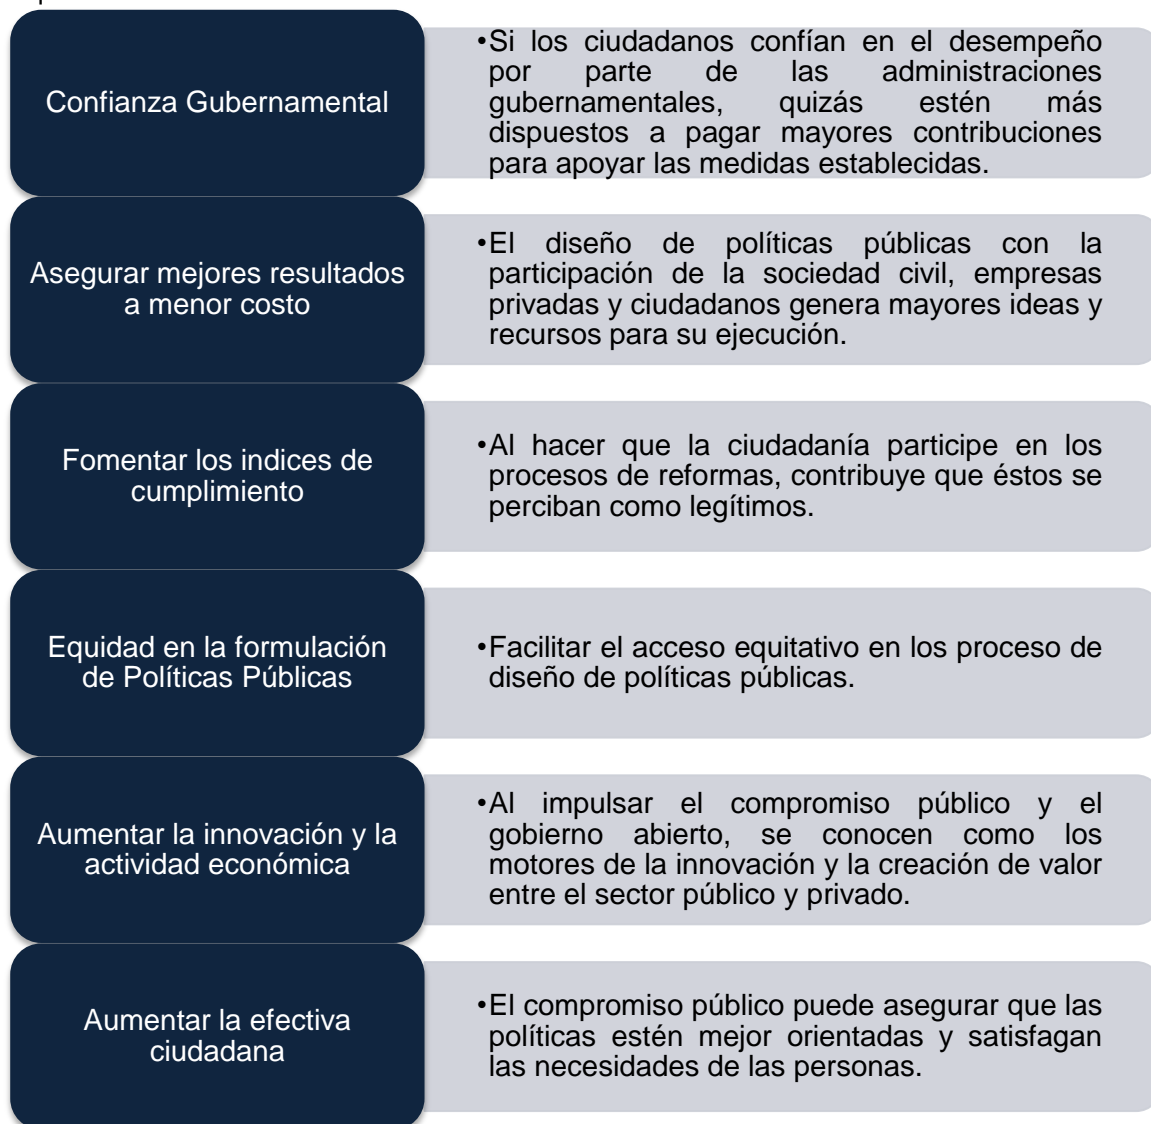 Confianza Gubernamental
•Si los ciudadanos confían en el desempeño
por parte de las administraciones
gubernamentales, quizás estén más
dispuestos a pagar mayores contribuciones
para apoyar las medidas establecidas.
Asegurar mejores resultados
a menor costo
•El diseño de políticas públicas con la
participación de la sociedad civil, empresas
privadas y ciudadanos genera mayores ideas y
recursos para su ejecución.
Fomentar los indices de
cumplimiento
•Al hacer que la ciudadanía participe en los
procesos de reformas, contribuye que éstos se
perciban como legítimos.
Equidad en la formulación
de Políticas Públicas
•Facilitar el acceso equitativo en los proceso de
diseño de políticas públicas.
Aumentar la innovación y la
actividad económica
•Al impulsar el compromiso público y el
gobierno abierto, se conocen como los
motores de la innovación y la creación de valor
entre el sector público y privado.
Aumentar la efectiva
ciudadana
•El compromiso público puede asegurar que las
políticas estén mejor orientadas y satisfagan
las necesidades de las personas.